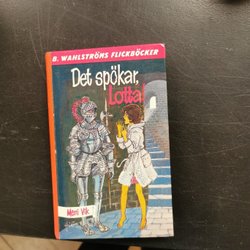 B. WAHLSTRÖMS FLICKBÖCKER
Det spökar,
Lotta!
Merri Vik